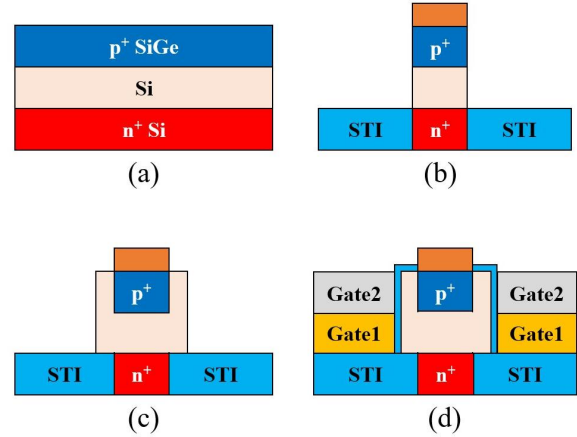 p⁺ SiGe
Si
n⁺ Si
(a)
p⁺
STI n⁺ STI
(b)
p⁺
STI n⁺ STI
(c)
Gate2 p⁺ Gate2
Gate1 Gate1
STI n⁺ STI
(d)